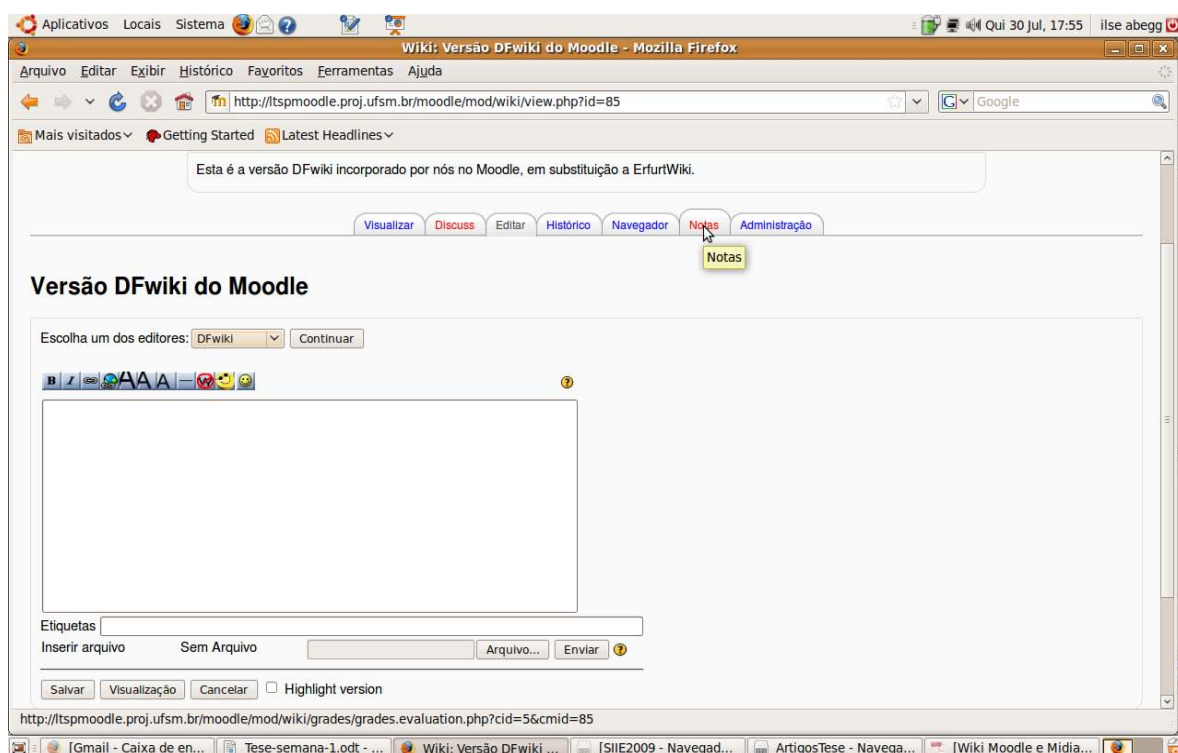 Aplicativos Locais Sistema Qui 30 Jul, 17:55 ilse abegg
Wiki: Versão DFwiki do Moodle - Mozilla Firefox
Arquivo Editar Exibir Histórico Favoritos Ferramentas Ajuda
http://ltspmoodle.proj.ufsm.br/moodle/mod/wiki/view.php?id=85 G Google
Mais visitados Getting Started Latest Headlines
Esta é a versão DFwiki incorporado por nós no Moodle, em substituição a ErfurtWiki.
Visualizar Discuss Editar Histórico Navegador Notas Administração
Notas
Versão DFwiki do Moodle
Escolha um dos editores: DFwiki Continuar
B I A A A W
Etiquetas
Inserir arquivo Sem Arquivo Arquivo... Enviar
Salvar Visualização Cancelar Highlight version
http://ltspmoodle.proj.ufsm.br/moodle/mod/wiki/grades/grades.evaluation.php?cid=5&cmid=85
[Gmail - Caixa de en... Tese-semana-1.odt - ... Wiki: Versão DFwiki ... [SIIE2009 - Navegad... ArtigosTese - Navega... [Wiki Moodle e Midia...